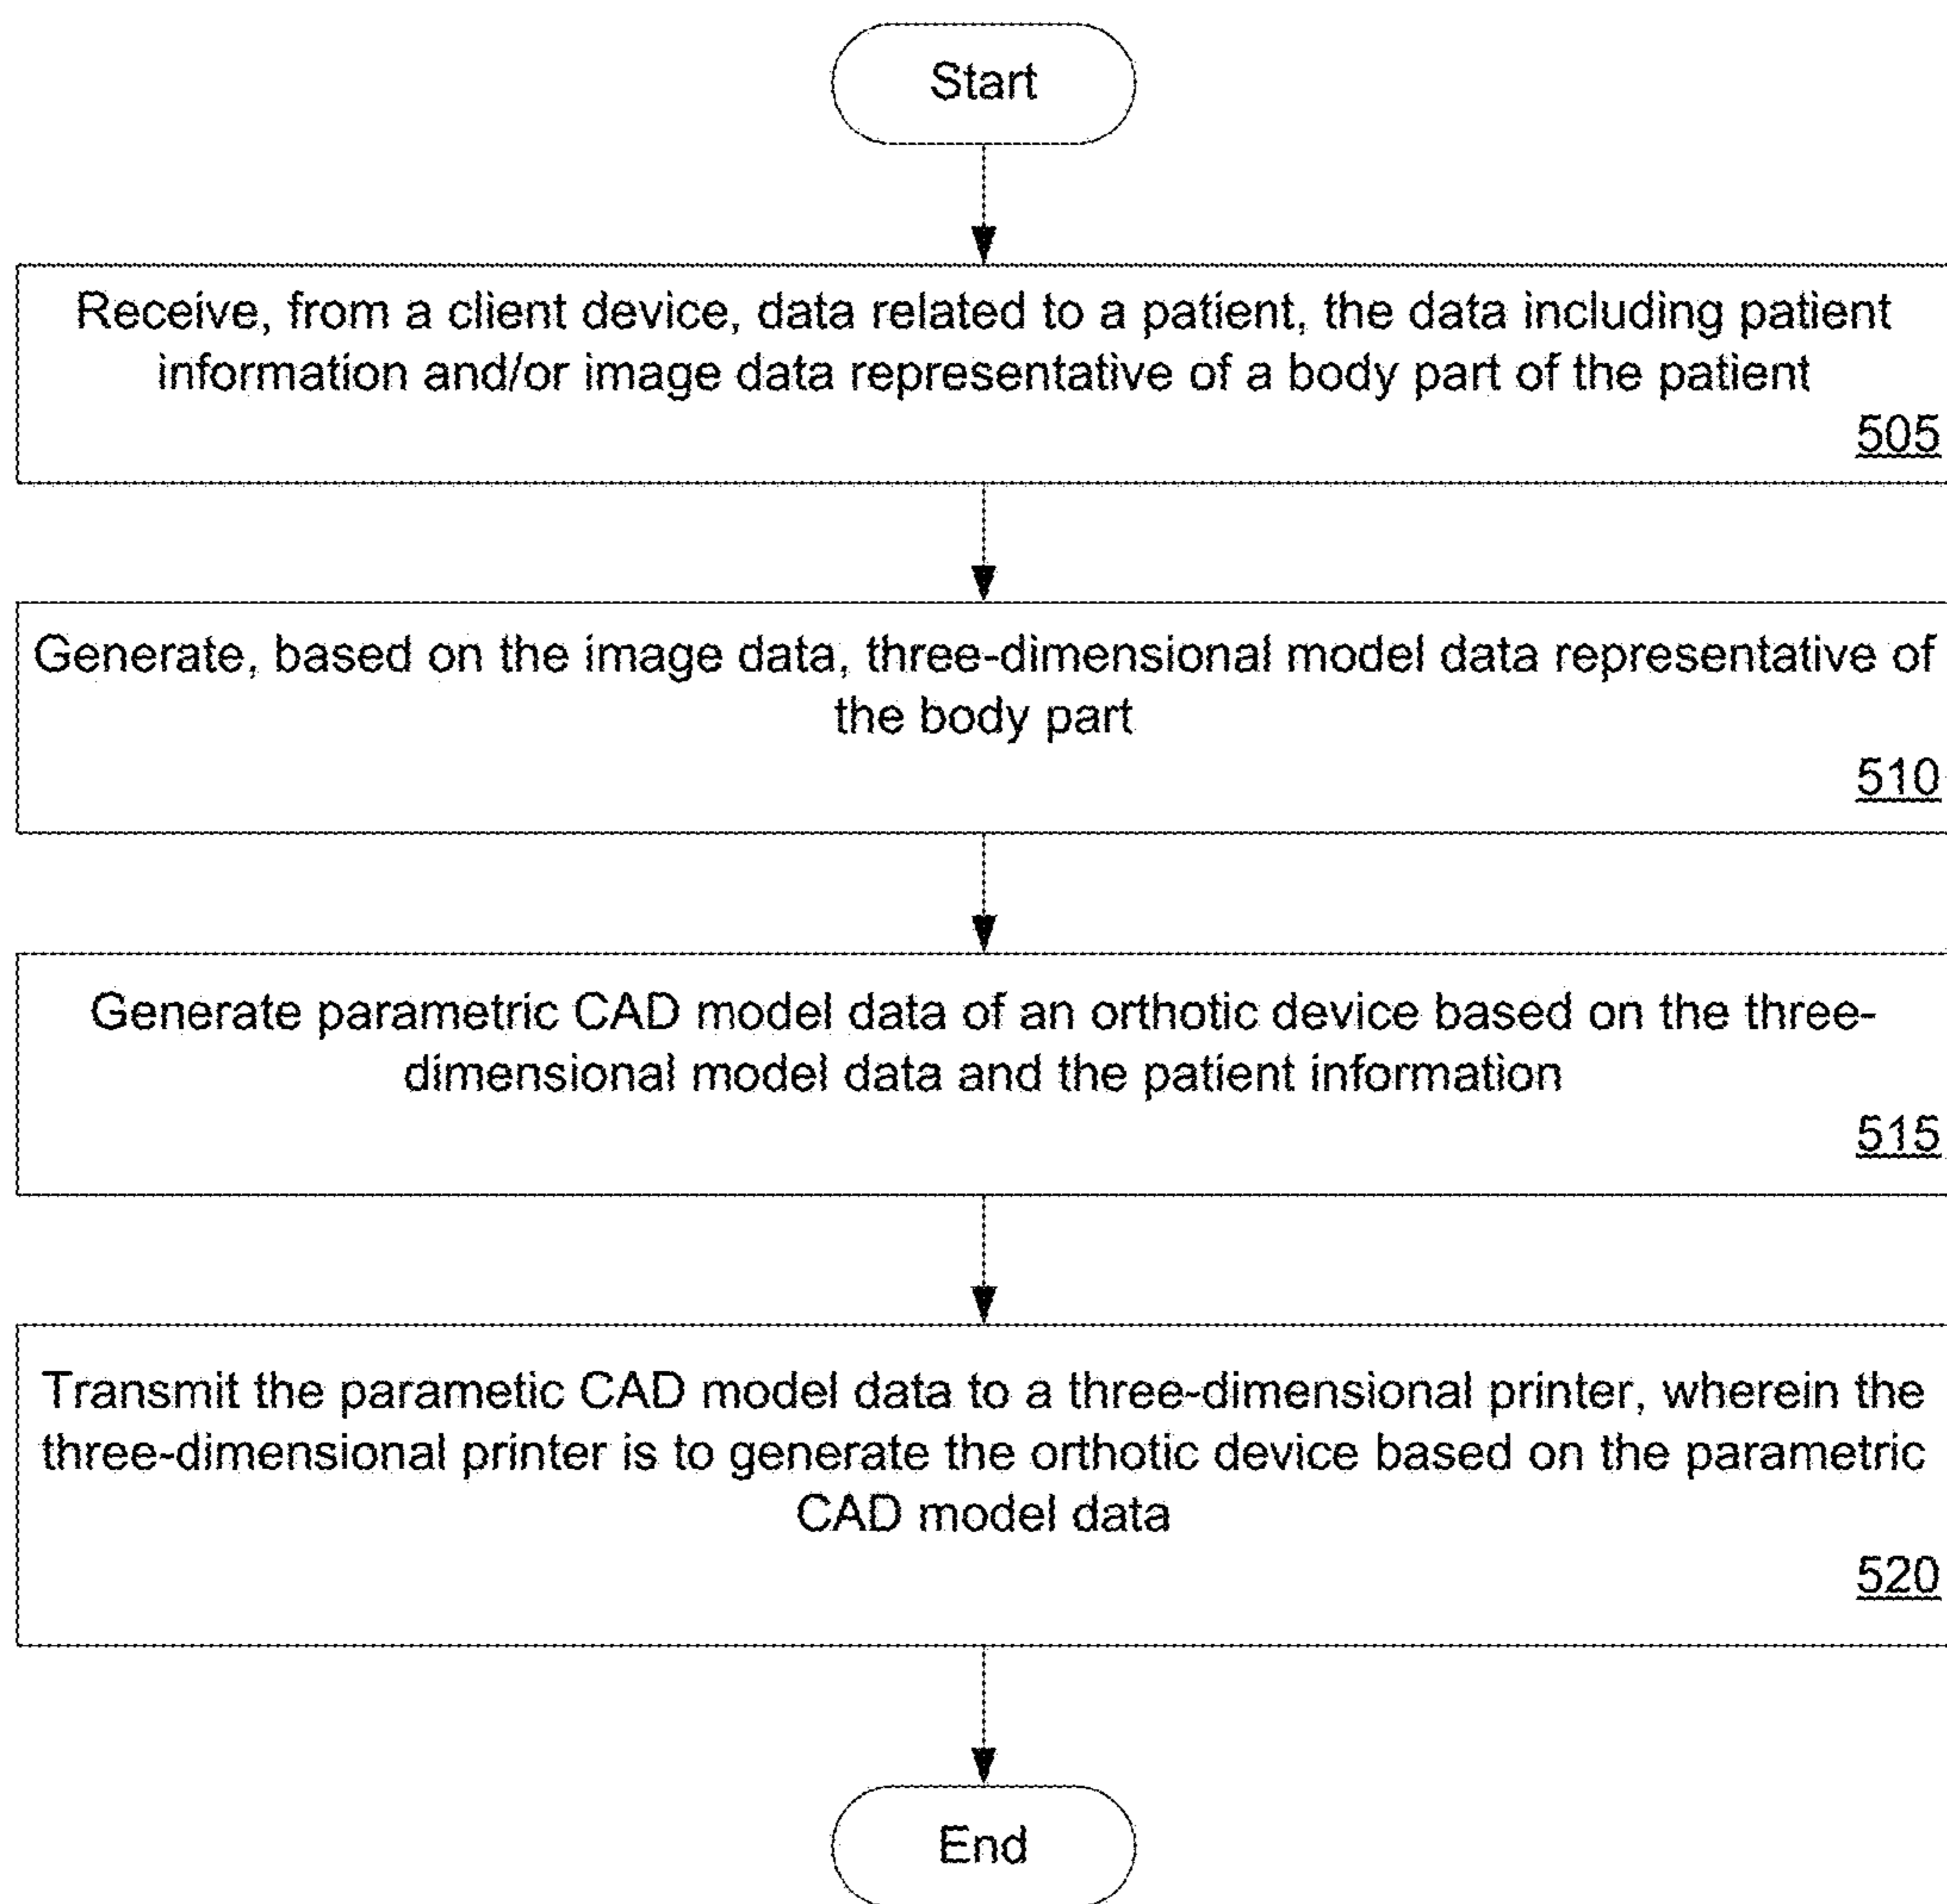 Start
Receive, from a client device, data related to a patient, the data including patient
information and/or image data representative of a body part of the patient
505
Generate, based on the image data, three-dimensional model data representative of
the body part
510
Generate parametric CAD model data of an orthotic device based on the three-
dimensional model data and the patient information
515
Transmit the parametic CAD model data to a three-dimensional printer, wherein the
three-dimensional printer is to generate the orthotic device based on the parametric
CAD model data
520
End